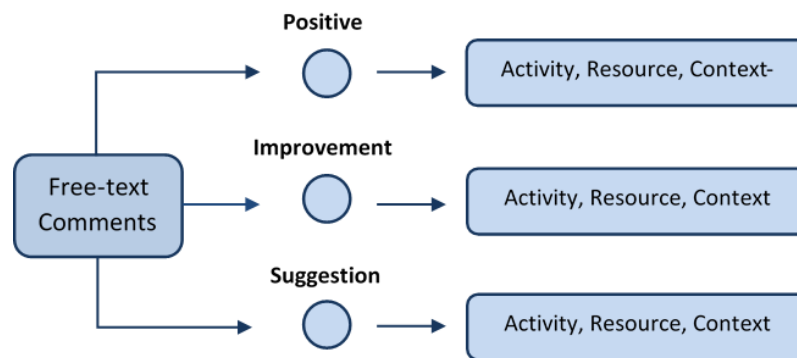 Positive
Activity, Resource, Context-
Improvement
Free-text
Comments
Activity, Resource, Context
Suggestion
Activity, Resource, Context